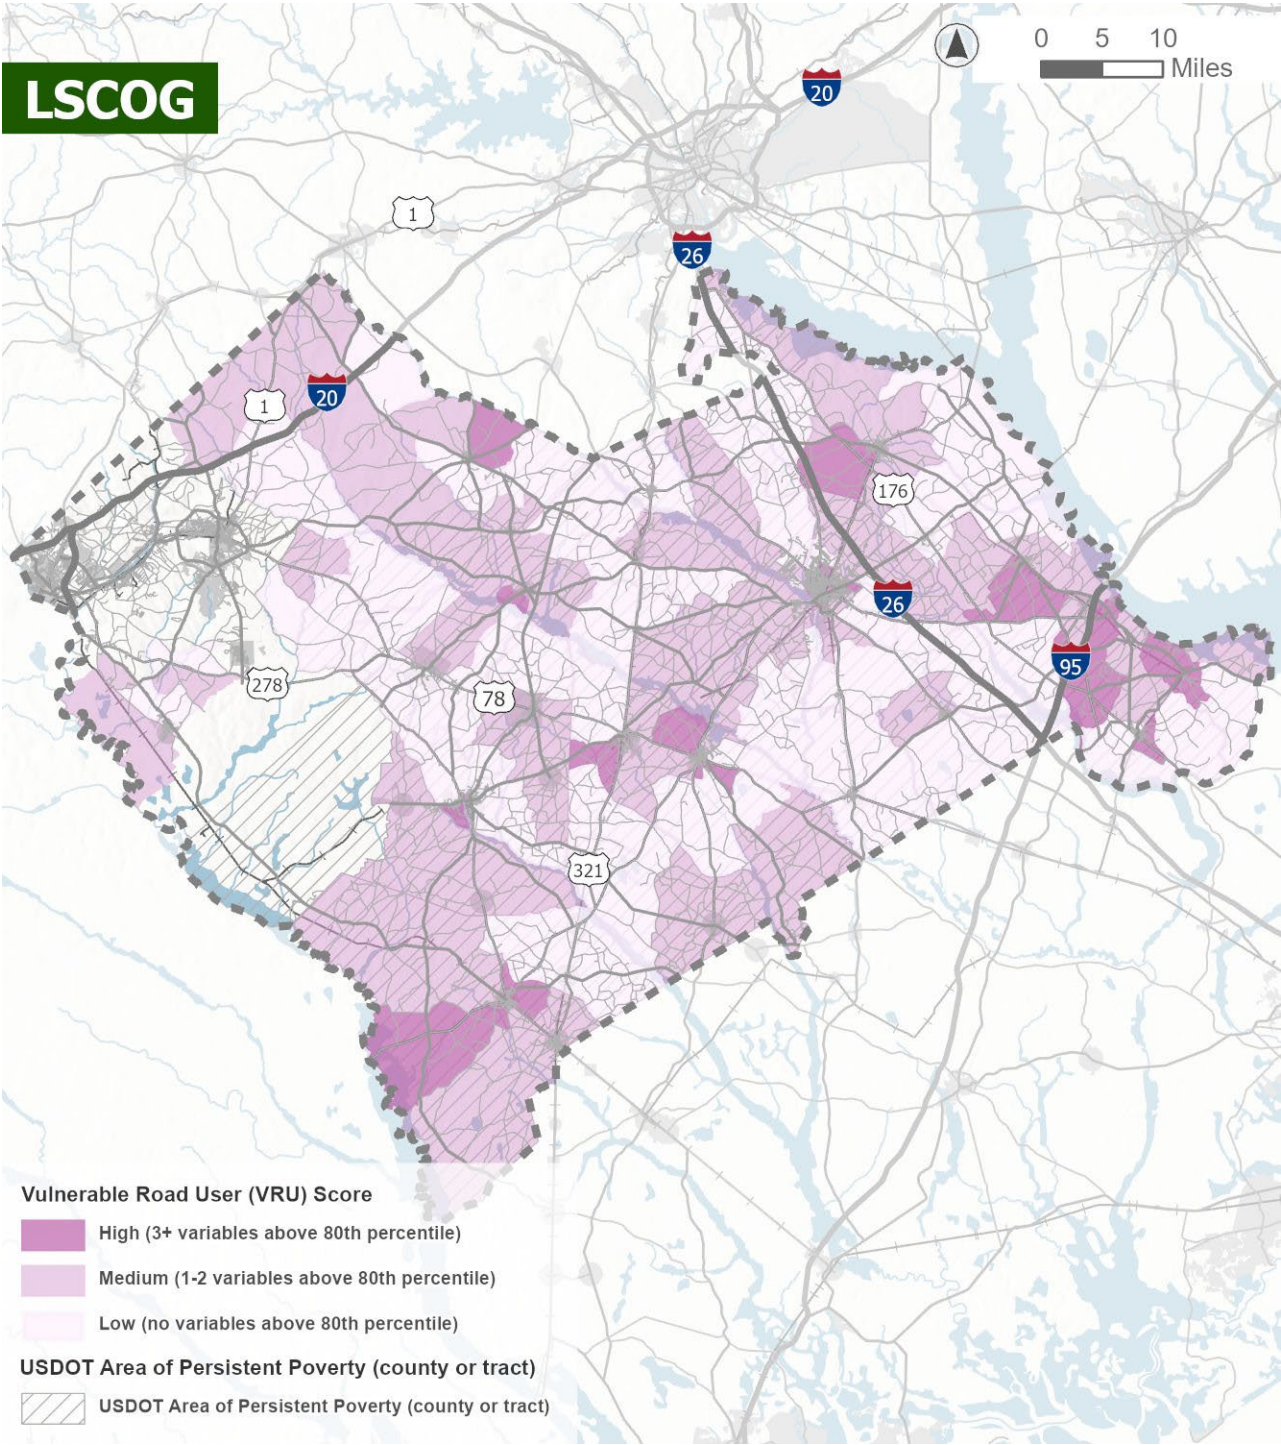 LSCOG
0 5 10
Miles
20
1
26
20
1
176
26
95
278
78
321
Vulnerable Road User (VRU) Score
High (3+ variables above 80th percentile)
Medium (1-2 variables above 80th percentile)
Low (no variables above 80th percentile)
USDOT Area of Persistent Poverty (county or tract)
USDOT Area of Persistent Poverty (county or tract)